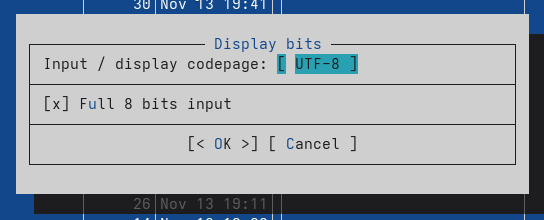 30 Nov 13 19:41
Display bits
Input / display codepage: [ UTF-8 ]
[x] Full 8 bits input
[< OK >] [ Cancel ]
26 Nov 13 19:11